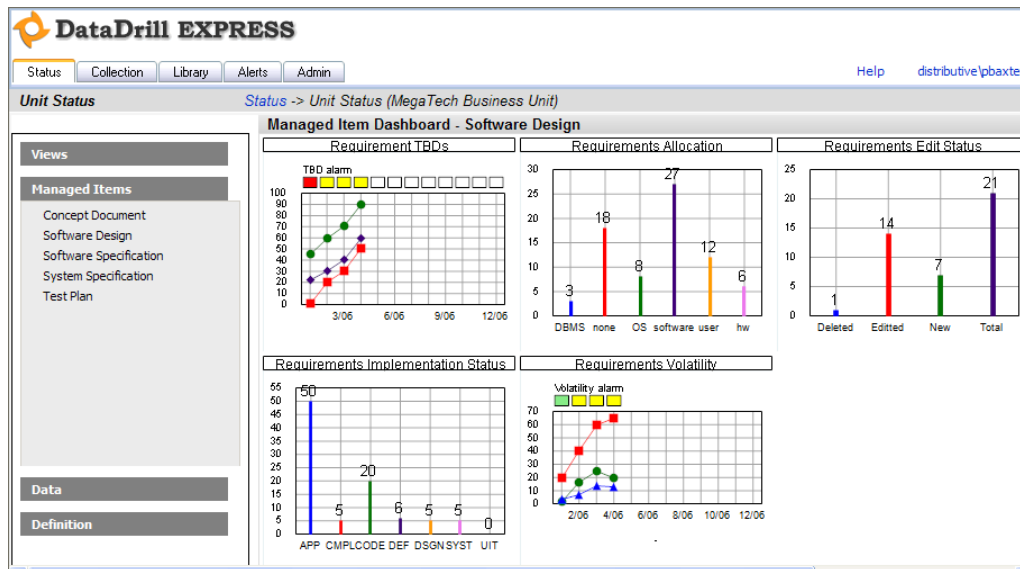 DataDrill EXPRESS
Status Collection Library Alerts Admin Help distributive\pbaxte
Unit Status Status -> Unit Status (MegaTech Business Unit)
Managed Item Dashboard - Software Design
Views
Managed Items
Concept Document
Software Design
Software Specification
System Specification
Test Plan
Data
Definition
Requirement TBDs
TBD alarm
100
90
80
70
60
50
40
30
20
10
0
3/06 6/06 9/06 12/06
Requirements Allocation
30
25
20
15
10
5
0
3 18 8 27 12 6
DBMS none OS software user hw
Requirements Edit Status
25
20
15
10
5
0
1 14 7 21
Deleted Editted New Total
Requirements Implementation Status
55
50
45
40
35
30
25
20
15
10
5
0
50 5 20 6 5 5 0
APP CMPL CODE DEF DSGN SYST UIT
Requirements Volatility
Volatility alarm
70
60
50
40
30
20
10
0
2/06 4/06 6/06 8/06 10/06 12/06